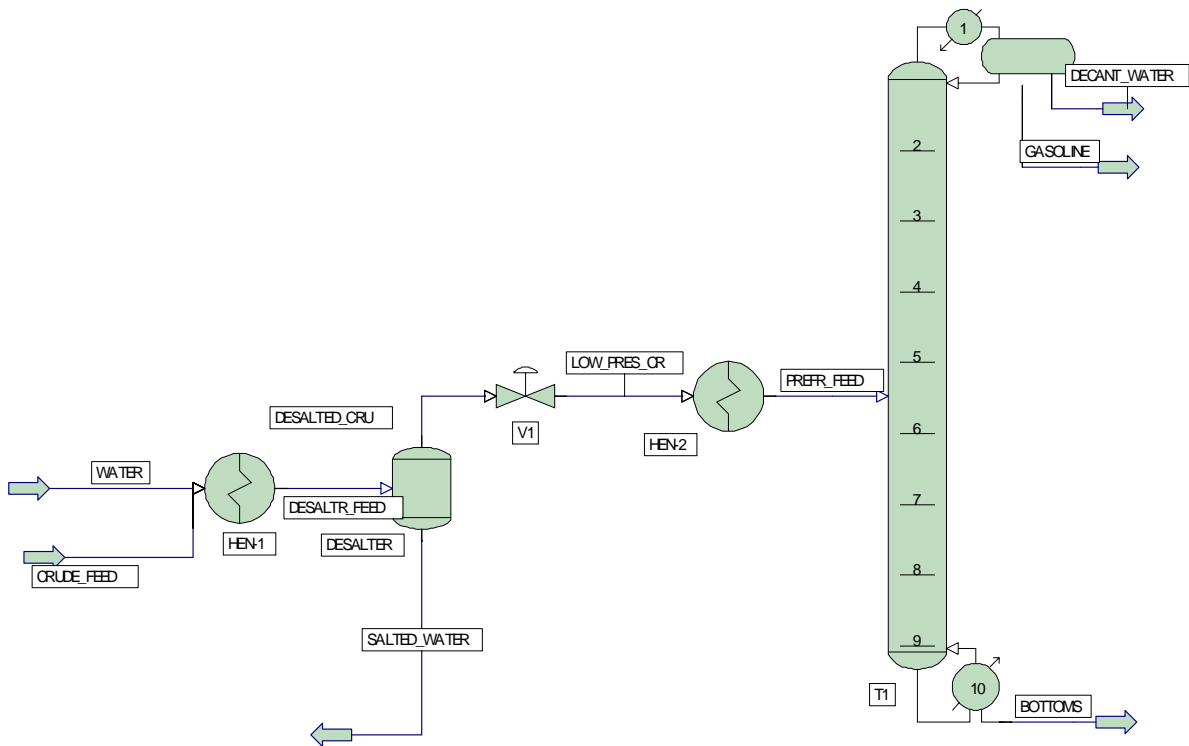 1
DECANT_WATER
GASOLINE
2
3
4
5
LOW_PRES_CR
PREFR_FEED
DESALTED_CRU
V1
HEN-2
6
WATER
DESALTR_FEED
HEN-1
DESALTER
7
CRUDE_FEED
8
SALTED_WATER
9
T1
10
BOTTOMS